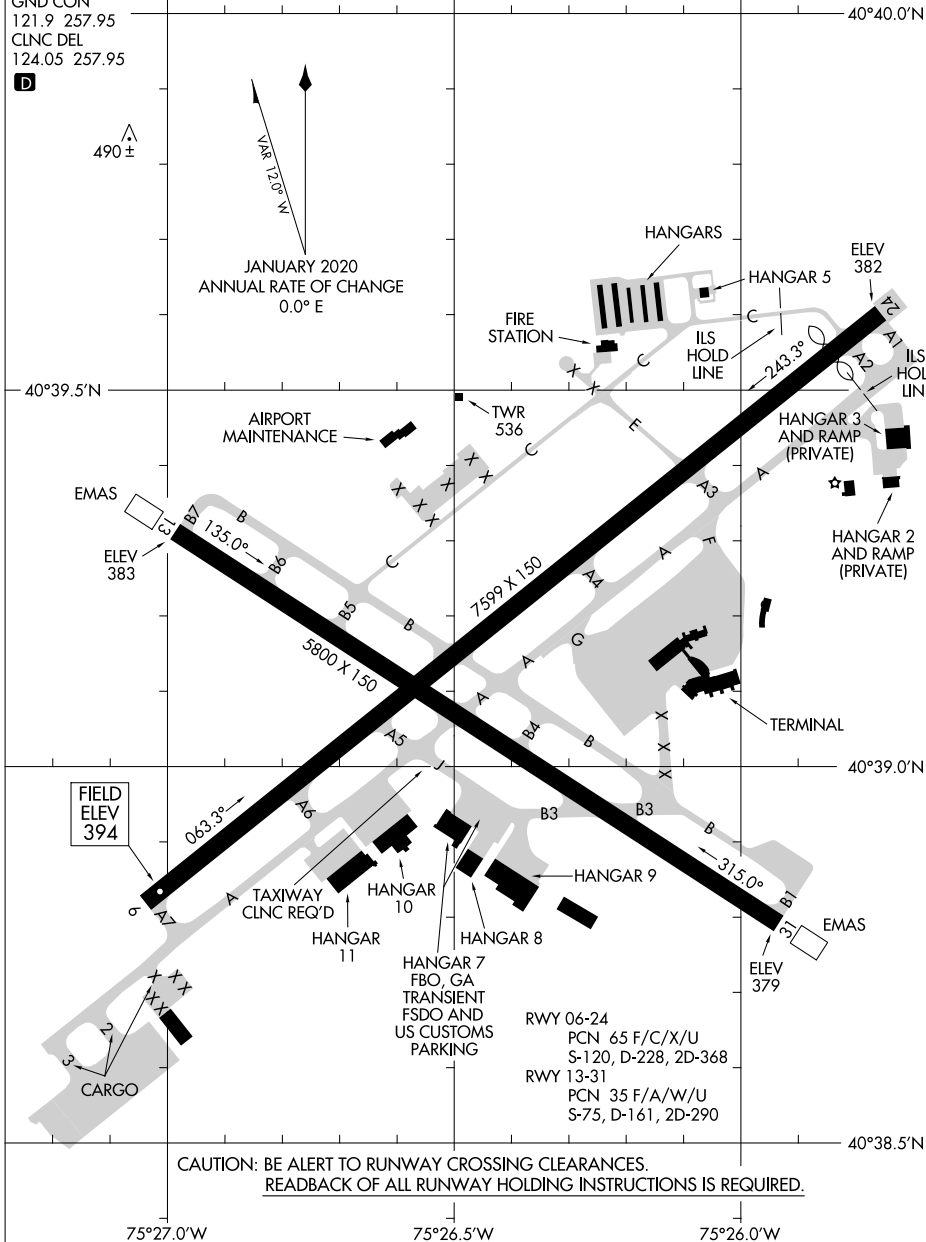 GND CON
121.9 257.95
CLNC DEL
124.05 257.95
D
40°40.0'N
490 ±
VAR 12.0° W
JANUARY 2020
ANNUAL RATE OF CHANGE
0.0° E
HANGARS
ELEV
382
HANGAR 5
24
C
FIRE
STATION
ILS
HOLD
LINE
A1
ILS
HOL
LIN
A2
C
243.3°
X
X
40°39.5'N
TWR
536
AIRPORT
MAINTENANCE
E
HANGAR 3
AND RAMP
(PRIVATE)
C
X
X
X
X
X
A
A3
EMAS
13
B7
B
135.0°
ELEV
383
HANGAR 2
AND RAMP
(PRIVATE)
F
A
B6
C
A4
7599 X 150
B5
B
G
5800 X 150
A
A
X
X
X
TERMINAL
A5
B4
B
J
40°39.0'N
FIELD
ELEV
394
063.3°
A6
B3
B3
B
A
TAXIWAY
CLNC REQ'D
HANGAR
10
HANGAR 9
315.0°
6
A7
HANGAR
11
HANGAR 8
B1
31
EMAS
ELEV
379
HANGAR 7
FBO, GA
TRANSIENT
FSDO AND
US CUSTOMS
PARKING
X
X
X
X
X
2
3
CARGO
RWY 06-24
PCN 65 F/C/X/U
S-120, D-228, 2D-368
RWY 13-31
PCN 35 F/A/W/U
S-75, D-161, 2D-290
40°38.5'N
CAUTION: BE ALERT TO RUNWAY CROSSING CLEARANCES.
READBACK OF ALL RUNWAY HOLDING INSTRUCTIONS IS REQUIRED.
75°27.0'W
75°26.5'W
75°26.0'W